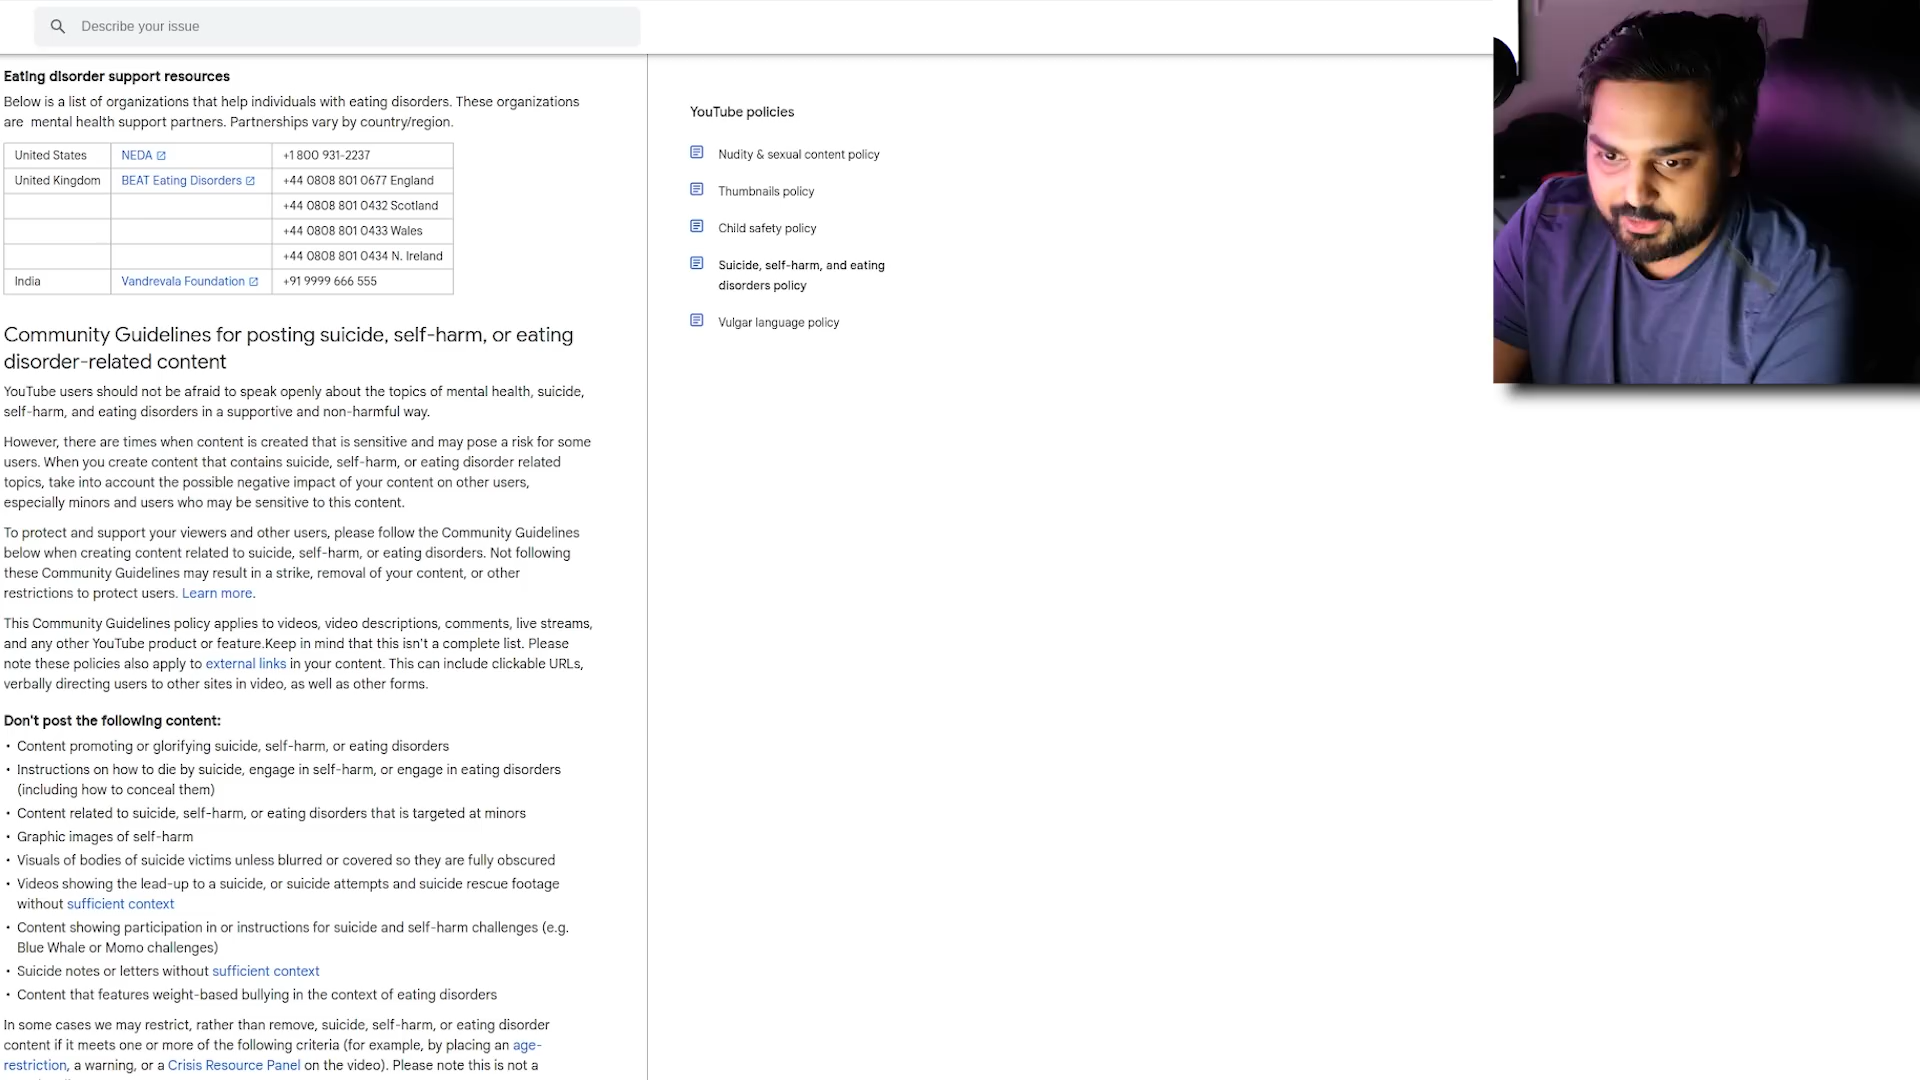 Describe your issue
Eating disorder support resources
Below is a list of organizations that help individuals with eating disorders. These organizations
are  mental health support partners. Partnerships vary by country/region.
United States NEDA +1 800 931-2237
United Kingdom BEAT Eating Disorders +44 0808 801 0677 England
+44 0808 801 0432 Scotland
+44 0808 801 0433 Wales
+44 0808 801 0434 N. Ireland
India Vandrevala Foundation +91 9999 666 555
Community Guidelines for posting suicide, self-harm, or eating
disorder-related content
YouTube users should not be afraid to speak openly about the topics of mental health, suicide,
self-harm, and eating disorders in a supportive and non-harmful way.
However, there are times when content is created that is sensitive and may pose a risk for some
users. When you create content that contains suicide, self-harm, or eating disorder related
topics, take into account the possible negative impact of your content on other users,
especially minors and users who may be sensitive to this content.
To protect and support your viewers and other users, please follow the Community Guidelines
below when creating content related to suicide, self-harm, or eating disorders. Not following
these Community Guidelines may result in a strike, removal of your content, or other
restrictions to protect users. Learn more.
This Community Guidelines policy applies to videos, video descriptions, comments, live streams,
and any other YouTube product or feature.Keep in mind that this isn't a complete list. Please
note these policies also apply to external links in your content. This can include clickable URLs,
verbally directing users to other sites in video, as well as other forms.
Don't post the following content:
• Content promoting or glorifying suicide, self-harm, or eating disorders
• Instructions on how to die by suicide, engage in self-harm, or engage in eating disorders
(including how to conceal them)
• Content related to suicide, self-harm, or eating disorders that is targeted at minors
• Graphic images of self-harm
• Visuals of bodies of suicide victims unless blurred or covered so they are fully obscured
• Videos showing the lead-up to a suicide, or suicide attempts and suicide rescue footage
without sufficient context
• Content showing participation in or instructions for suicide and self-harm challenges (e.g.
Blue Whale or Momo challenges)
• Suicide notes or letters without sufficient context
• Content that features weight-based bullying in the context of eating disorders
In some cases we may restrict, rather than remove, suicide, self-harm, or eating disorder
content if it meets one or more of the following criteria (for example, by placing an age-
restriction, a warning, or a Crisis Resource Panel on the video). Please note this is not a
YouTube policies
Nudity & sexual content policy
Thumbnails policy
Child safety policy
Suicide, self-harm, and eating
disorders policy
Vulgar language policy